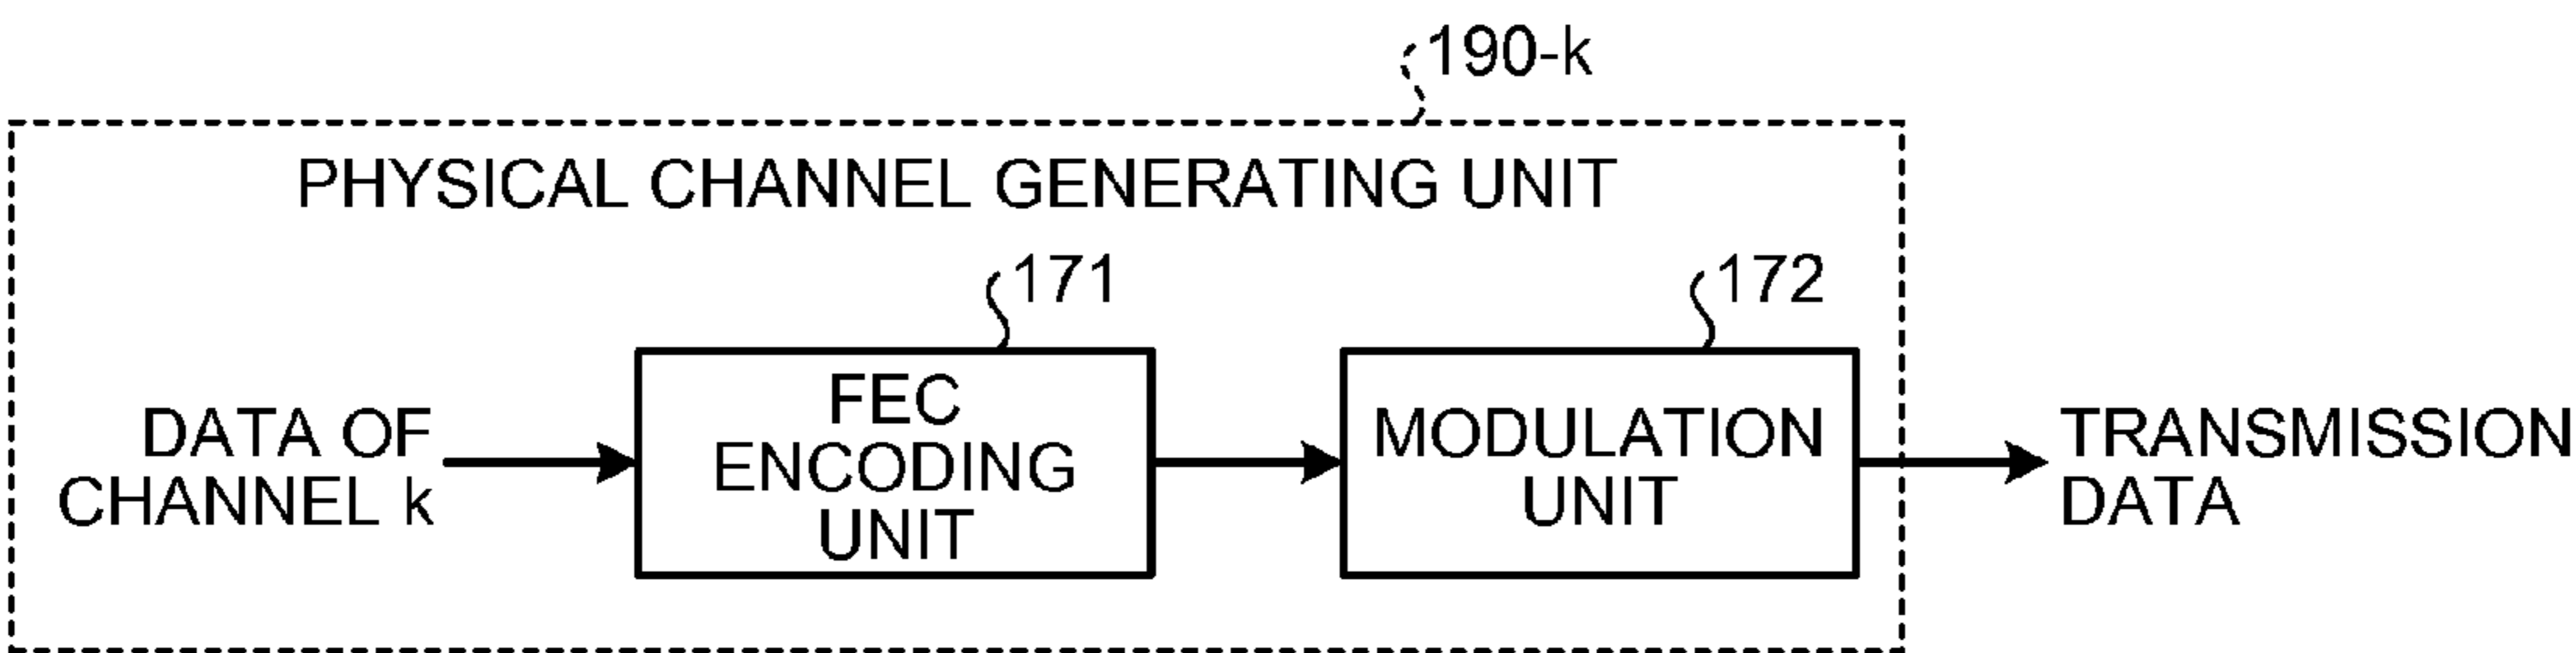 190-k
PHYSICAL CHANNEL GENERATING UNIT
171
172
DATA OF
CHANNEL k
FEC
ENCODING
UNIT
MODULATION
UNIT
TRANSMISSION
DATA